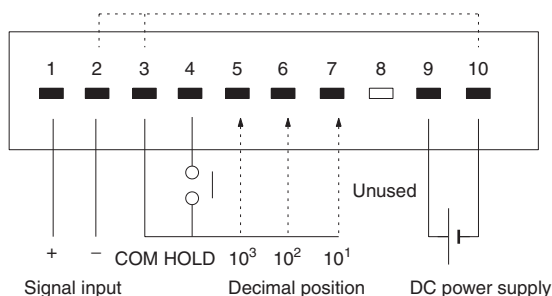 1 2 3 4 5 6 7 8 9 10
Unused
+ − COM HOLD 10³ 10² 10¹
Signal input Decimal position DC power supply